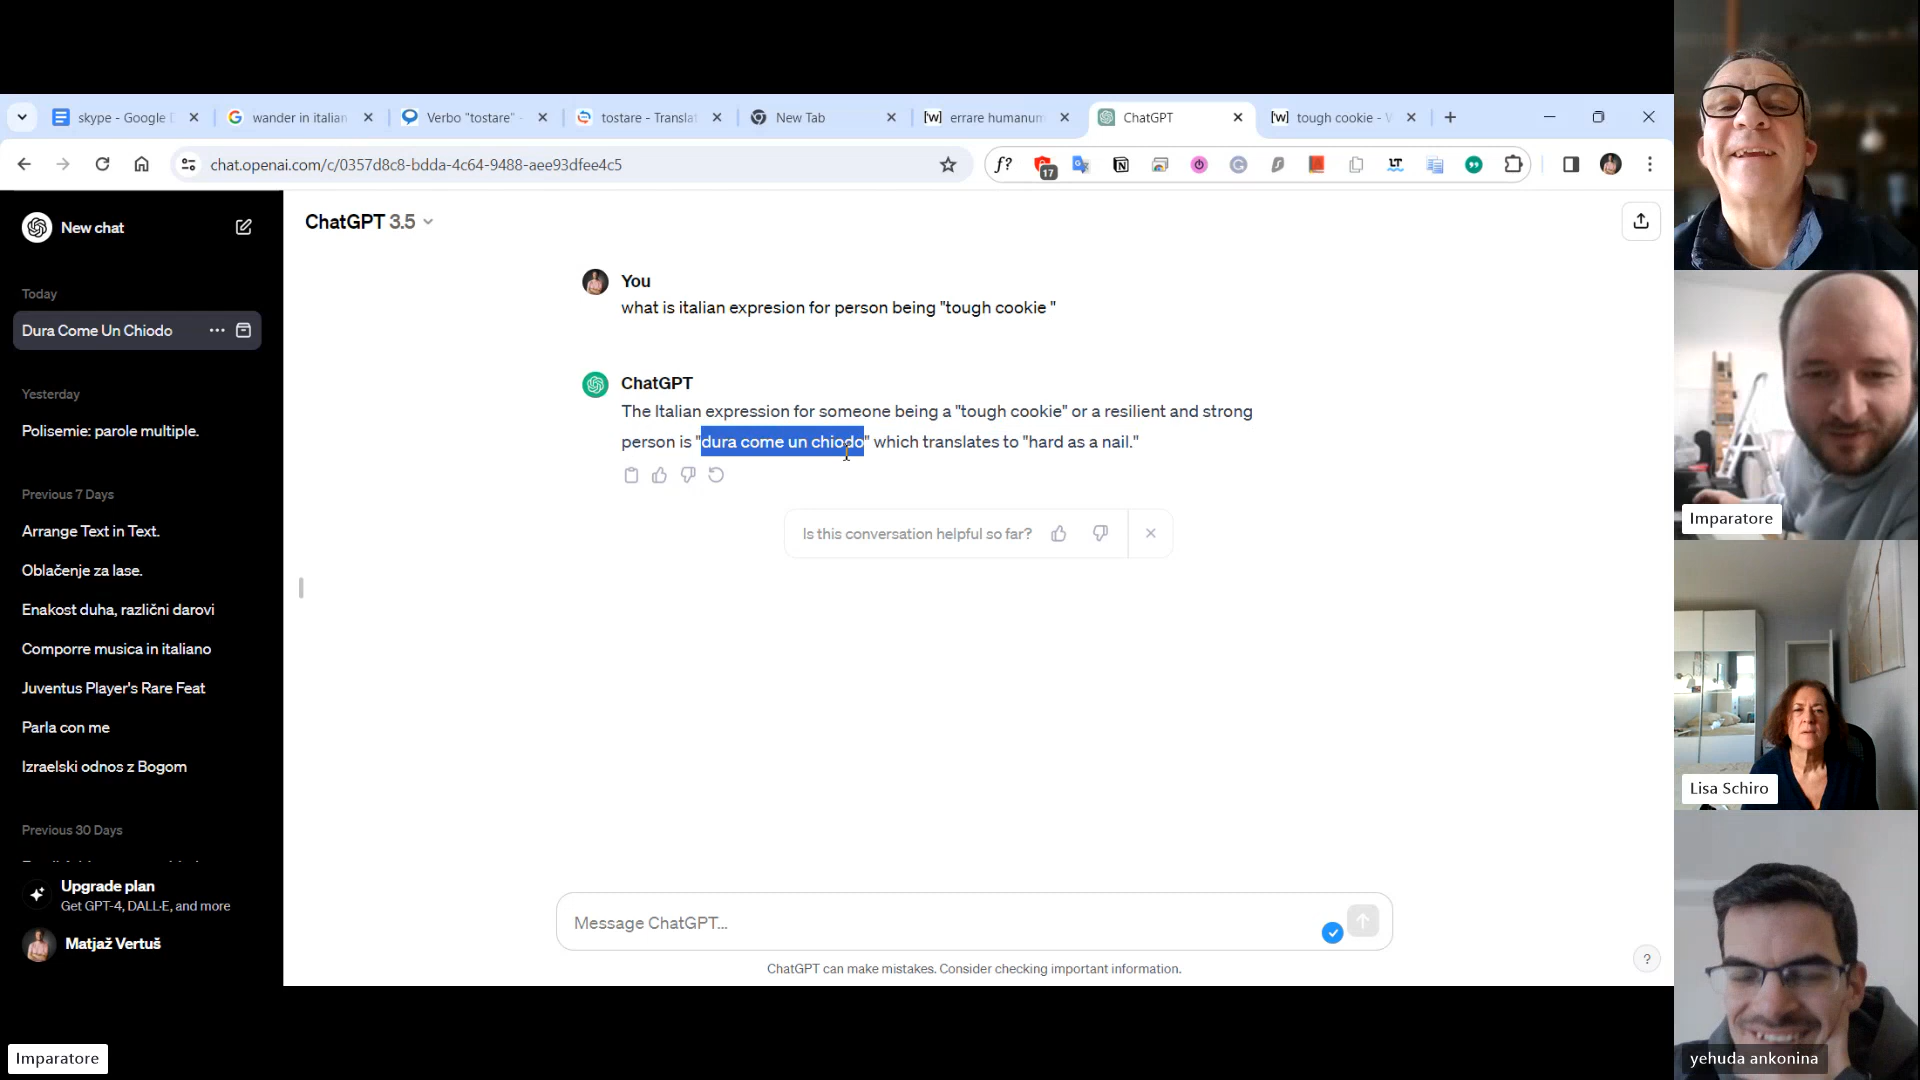 skype - Google D
wander in italian
Verbo "tostare" -
tostare - Translat
New Tab
errare humanum
ChatGPT
tough cookie - W
chat.openai.com/c/0357d8c8-bdda-4c64-9488-aee93dfee4c5
f?
17
LT
New chat
Today
Dura Come Un Chiodo
Yesterday
Polisemie: parole multiple.
Previous 7 Days
Arrange Text in Text.
Oblačenje za lase.
Enakost duha, različni darovi
Comporre musica in italiano
Juventus Player's Rare Feat
Parla con me
Izraelski odnos z Bogom
Previous 30 Days
Upgrade plan
Get GPT-4, DALL·E, and more
Matjaž Vertuš
ChatGPT 3.5
You
what is italian expresion for person being "tough cookie "
ChatGPT
The Italian expression for someone being a "tough cookie" or a resilient and strong
person is "dura come un chiodo" which translates to "hard as a nail."
Is this conversation helpful so far?
Message ChatGPT...
ChatGPT can make mistakes. Consider checking important information.
?
Imparatore
Imparatore
Lisa Schiro
yehuda ankonina